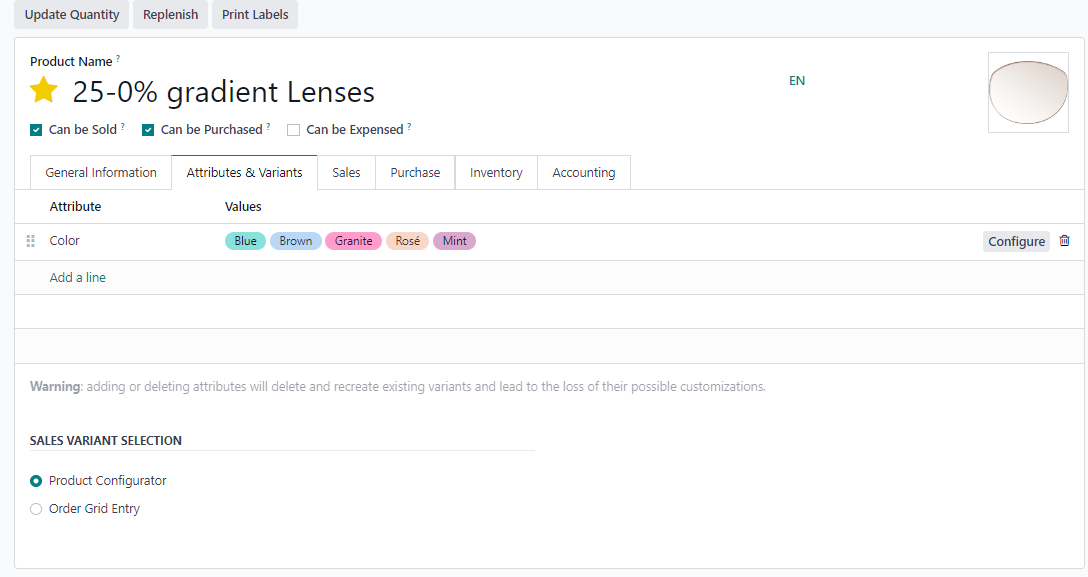 Update Quantity Replenish Print Labels
Product Name ?
25-0% gradient Lenses EN
Can be Sold ? Can be Purchased ? Can be Expensed ?
General Information Attributes & Variants Sales Purchase Inventory Accounting
Attribute Values
Color Blue Brown Granite Rosé Mint Configure
Add a line
Warning: adding or deleting attributes will delete and recreate existing variants and lead to the loss of their possible customizations.
SALES VARIANT SELECTION
Product Configurator
Order Grid Entry